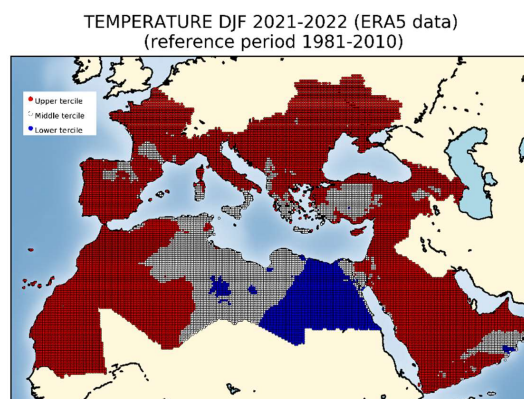 TEMPERATURE DJF 2021-2022 (ERA5 data)
(reference period 1981-2010)
Upper tercile
Middle tercile
Lower tercile